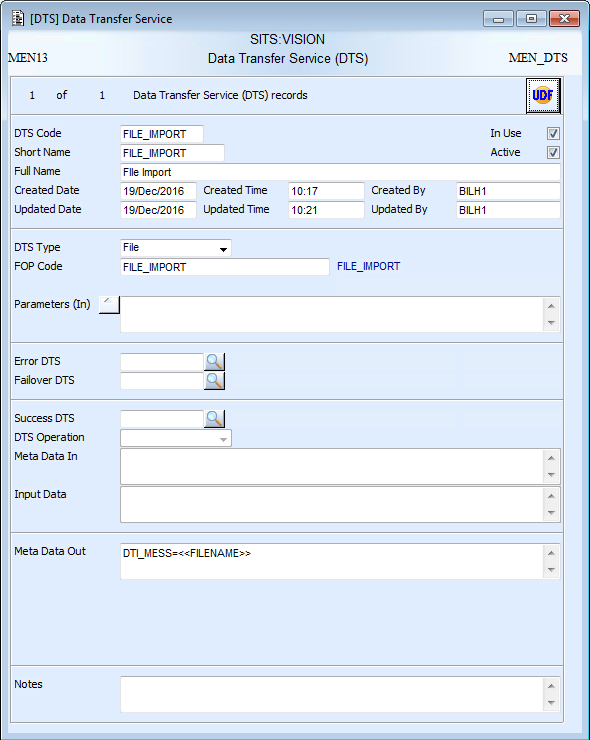 [DTS] Data Transfer Service
SITS:VISION
MEN13 Data Transfer Service (DTS) MEN_DTS
1 of 1 Data Transfer Service (DTS) records UDF
DTS Code FILE_IMPORT In Use
Short Name FILE_IMPORT Active
Full Name File Import
Created Date 19/Dec/2016 Created Time 10:17 Created By BILH1
Updated Date 19/Dec/2016 Updated Time 10:21 Updated By BILH1
DTS Type File
FOP Code FILE_IMPORT FILE_IMPORT
Parameters (In)
Error DTS
Failover DTS
Success DTS
DTS Operation
Meta Data In
Input Data
Meta Data Out DTI_MESS=<<FILENAME>>
Notes